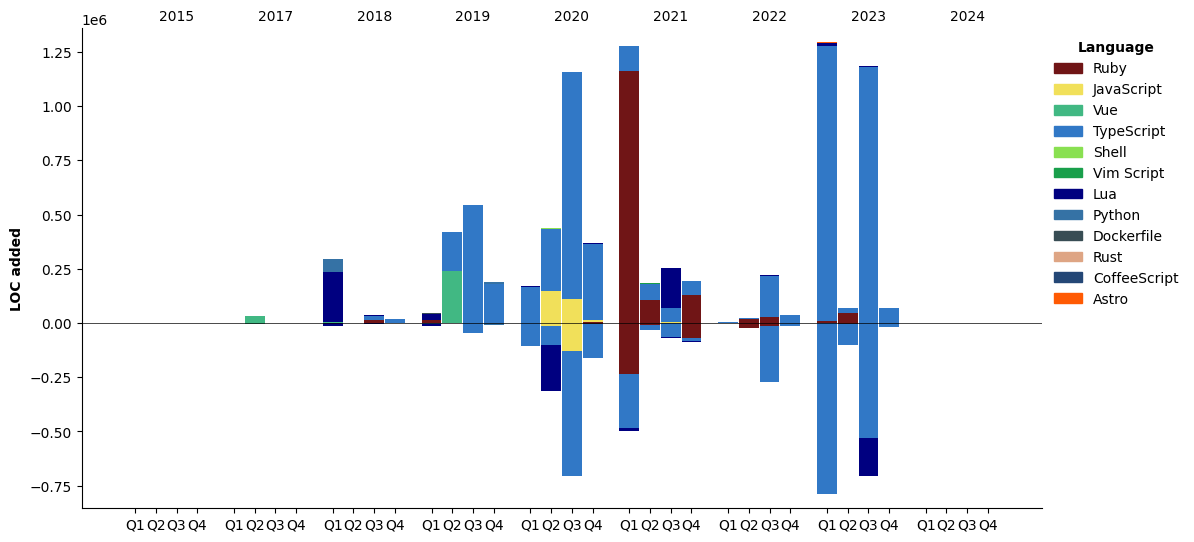 1e6
2015 2017 2018 2019 2020 2021 2022 2023 2024
LOC added
1.25
1.00
0.75
0.50
0.25
0.00
−0.25
−0.50
−0.75
Q1 Q2 Q3 Q4 Q1 Q2 Q3 Q4 Q1 Q2 Q3 Q4 Q1 Q2 Q3 Q4 Q1 Q2 Q3 Q4 Q1 Q2 Q3 Q4 Q1 Q2 Q3 Q4 Q1 Q2 Q3 Q4 Q1 Q2 Q3 Q4
Language
Ruby
JavaScript
Vue
TypeScript
Shell
Vim Script
Lua
Python
Dockerfile
Rust
CoffeeScript
Astro